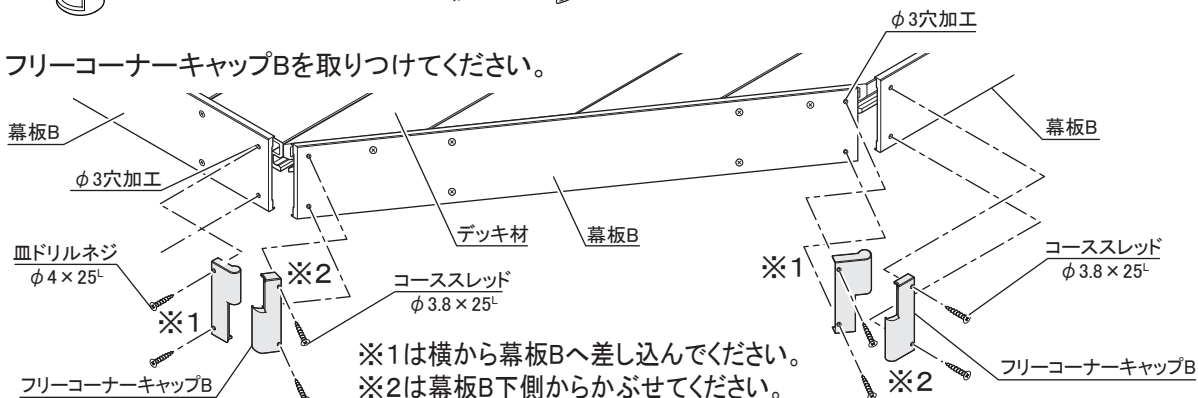 φ3穴加工
フリーコーナーキャップBを取りつけてください。
幕板B
幕板B
φ3穴加工
デッキ材
幕板B
皿ドリルネジ
φ4×25ᴸ
※1
※2
コーススレッド
φ3.8×25ᴸ
※1
コーススレッド
φ3.8×25ᴸ
※1は横から幕板Bへ差し込んでください。
※2は幕板B下側からかぶせてください。
フリーコーナーキャップB
※2
フリーコーナーキャップB